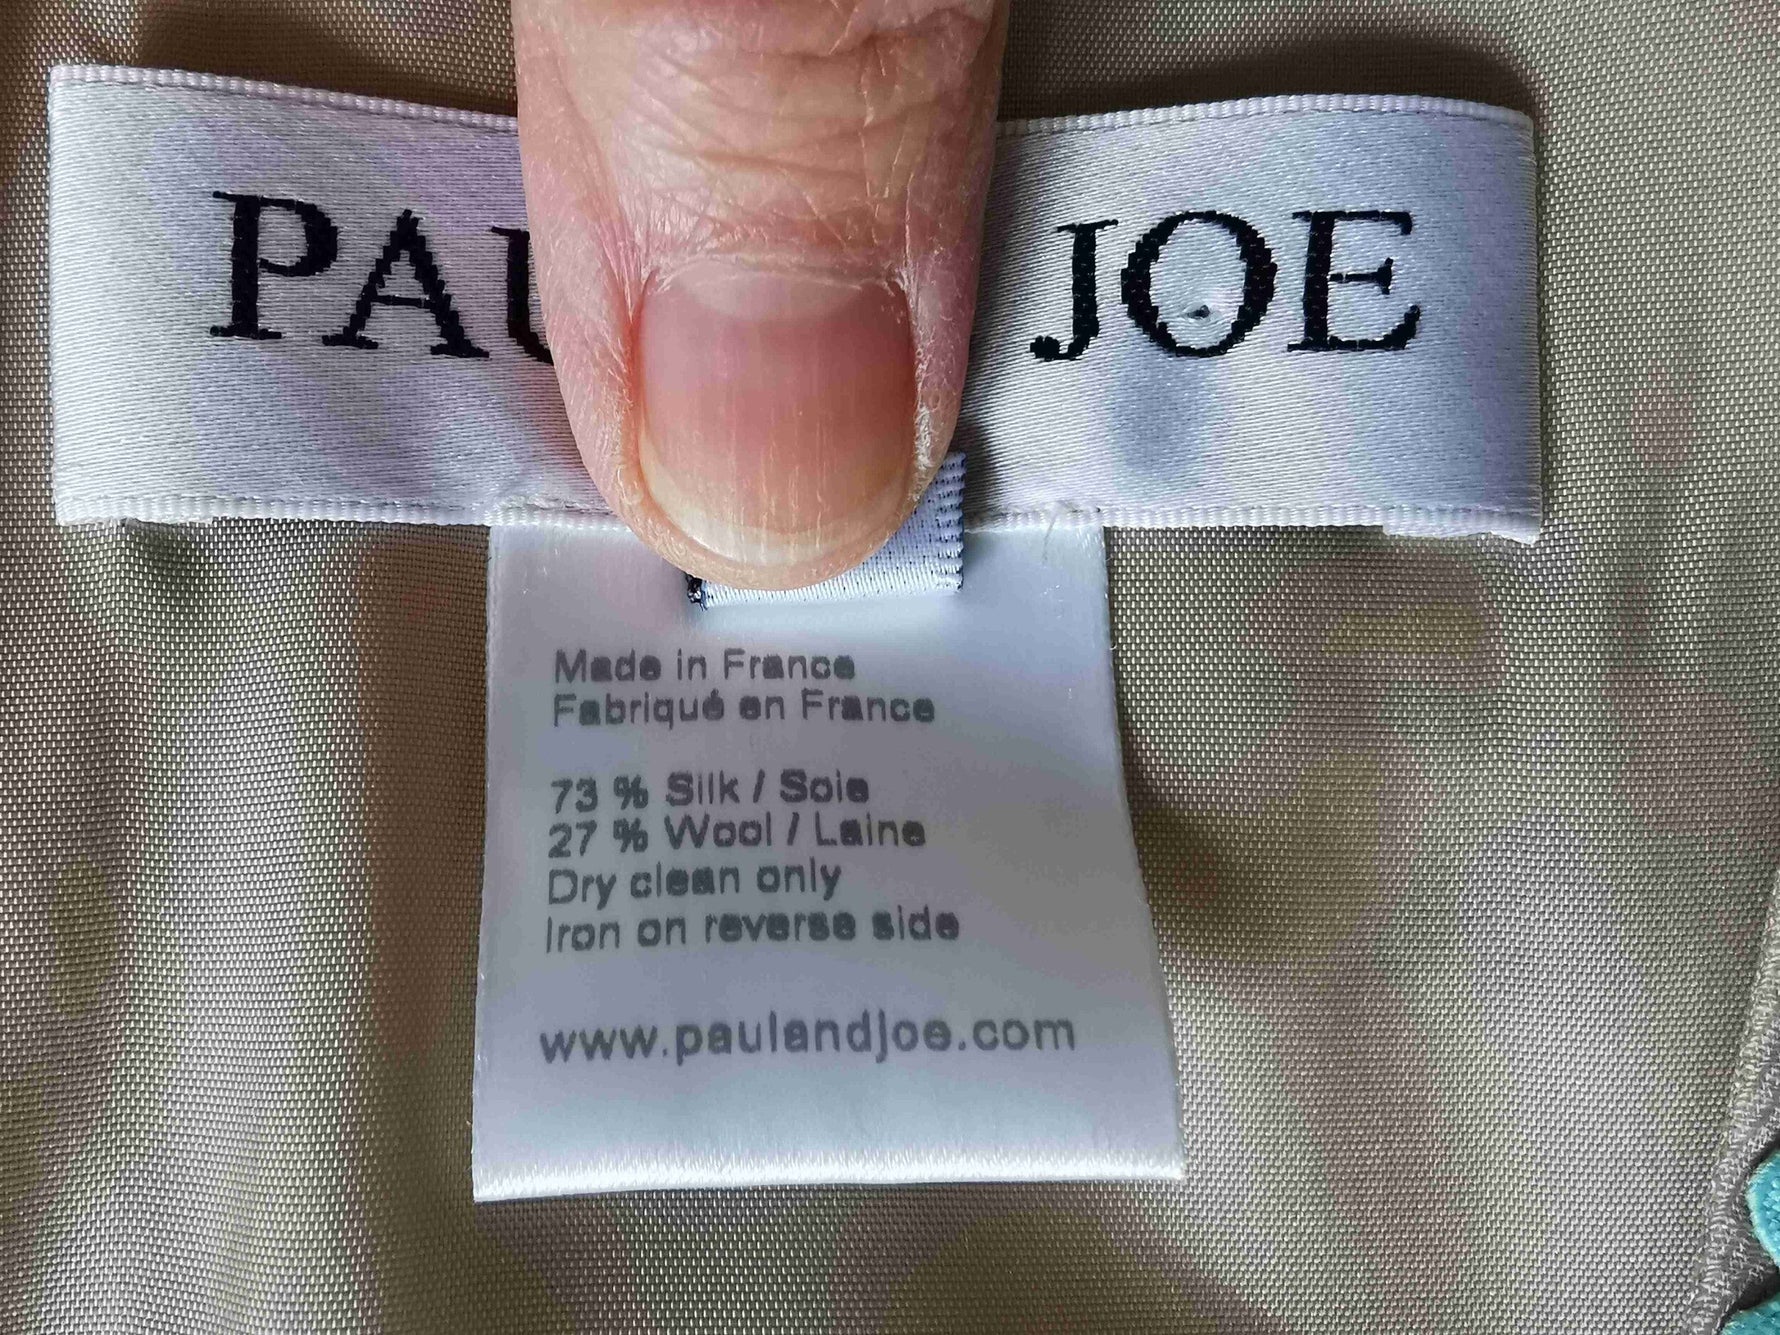 PAU JOE
Made in France
Fabriqué en France
73 % Silk / Soie
27 % Wool / Laine
Dry clean only
Iron on reverse side
www.paulandjoe.com